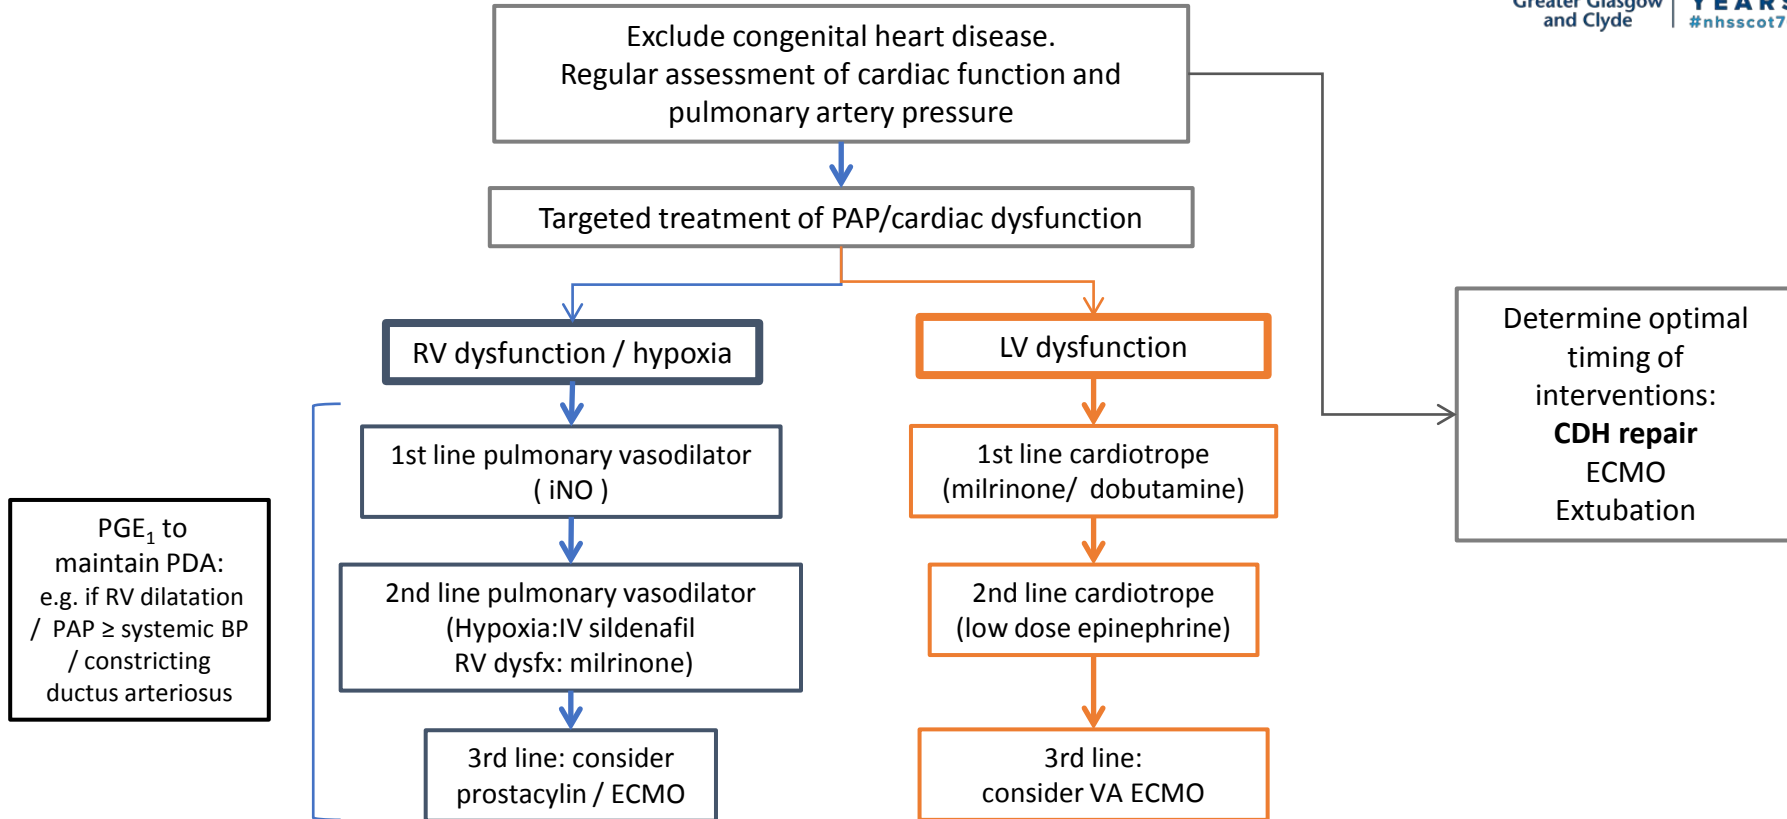 Greater Glasgow
and Clyde
YEARS
#nhsscot7
Exclude congenital heart disease.
Regular assessment of cardiac function and
pulmonary artery pressure
Targeted treatment of PAP/cardiac dysfunction
RV dysfunction / hypoxia
LV dysfunction
Determine optimal
timing of
interventions:
CDH repair
ECMO
Extubation
1st line pulmonary vasodilator
( iNO )
1st line cardiotrope
(milrinone/ dobutamine)
PGE₁ to
maintain PDA:
e.g. if RV dilatation
/ PAP ≥ systemic BP
/ constricting
ductus arteriosus
2nd line pulmonary vasodilator
(Hypoxia:IV sildenafil
RV dysfx: milrinone)
2nd line cardiotrope
(low dose epinephrine)
3rd line: consider
prostacylin / ECMO
3rd line:
consider VA ECMO